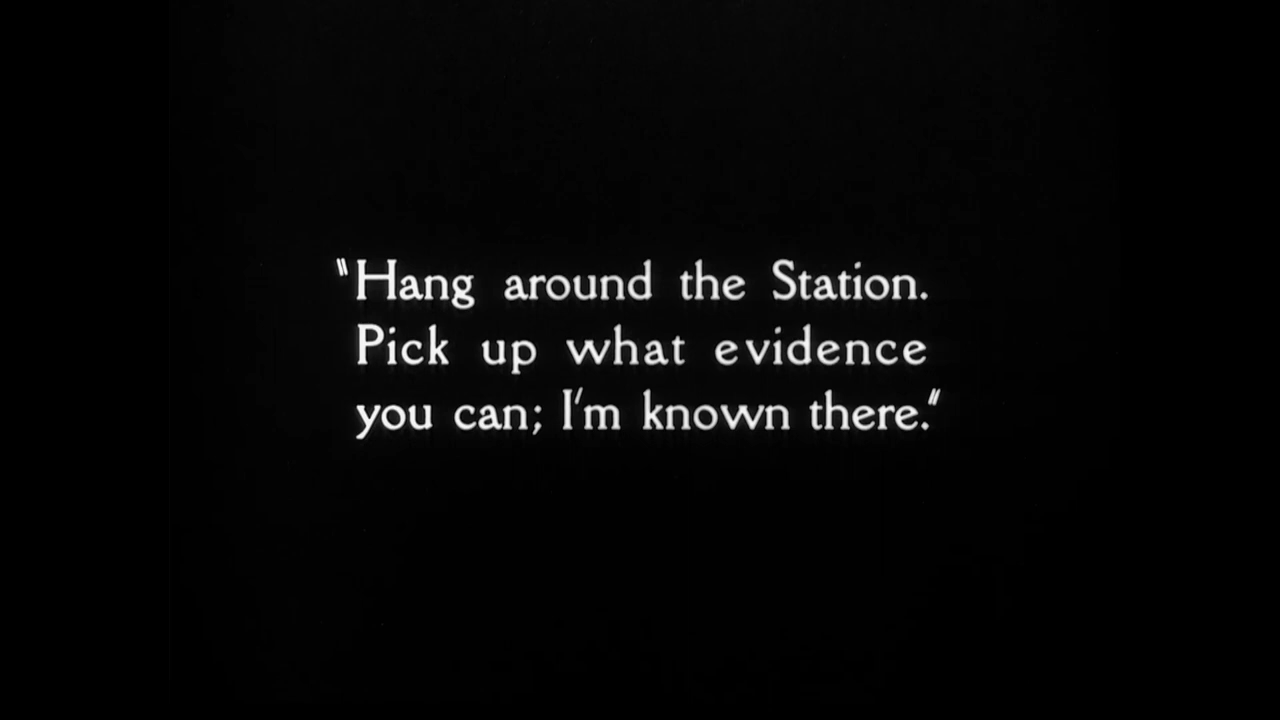 "Hang around the Station.
Pick up what evidence
you can; I'm known there."